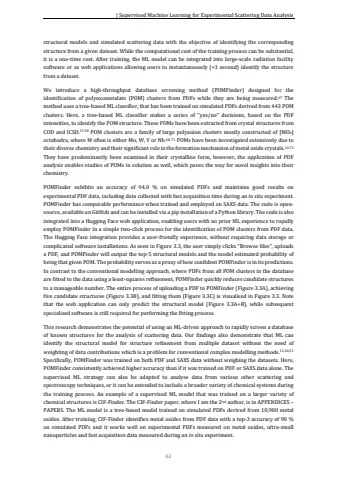 | Supervised Machine Learning for Experimental Scattering Data Analysis
structural models and simulated scattering data with the objective of identifying the corresponding
structure from a given dataset. While the computational cost of the training process can be substantial,
it is a one-time cost. After training, the ML model can be integrated into large-scale radiation facility
software or as web applications allowing users to instantaneously (<1 second) identify the structure
from a dataset.
We introduce a high-throughput database screening method (POMFinder) designed for the
identification of polyoxometalate (POM) clusters from PDFs while they are being measured.
The
method uses a tree-based ML classifier, that has been trained on simulated PDFs derived from 443 POM
clusters. Here, a tree-based ML classifier makes a series of "yes/no" decisions, based on the PDF
intensities, to identify the POM structure. These POMs have been extracted from crystal structures from
COD and ICSD.
POM clusters are a family of large polyanion clusters mostly constructed of [MO₆]
octahedra, where M often is either Mo, W, V or Nb.
POMs have been investigated extensively due to
their diverse chemistry and their significant role in the formation mechanism of metal oxide crystals.
They have predominantly been examined in their crystalline form, however, the application of PDF
analysis enables studies of POMs in solution as well, which paves the way for novel insights into their
chemistry.
POMFinder exhibits an accuracy of 94.0 % on simulated PDFs and maintains good results on
experimental PDF data, including data collected with fast acquisition time during an in situ experiment.
POMFinder has comparable performance when trained and employed on SAXS data. The code is open-
source, available on GitHub and can be installed via a pip installation of a Python library. The code is also
integrated into a Hugging Face web application, enabling users with no prior ML experience to rapidly
employ POMFinder in a simple two-click process for the identification of POM clusters from PDF data.
The Hugging Face integration provides a user-friendly experience, without requiring data storage or
complicated software installations. As seen in Figure 3.3, the user simply clicks "Browse files", uploads
a PDF, and POMFinder will output the top-5 structural models and the model estimated probability of
being that given POM. The probability serves as a proxy of how confident POMFinder is in its predictions.
In contrast to the conventional modelling approach, where PDFs from all POM clusters in the database
are fitted to the data using a least-squares refinement, POMFinder quickly reduces candidate structures
to a manageable number. The entire process of uploading a PDF to POMFinder (Figure 3.3A), achieving
five candidate structures (Figure 3.3B), and fitting them (Figure 3.3C) is visualised in Figure 3.3. Note
that the web application can only predict the structural model (Figure 3.3A+B), while subsequent
specialised software is still required for performing the fitting process.
This research demonstrates the potential of using an ML-driven approach to rapidly screen a database
of known structures for the analysis of scattering data. Our findings also demonstrate that ML can
identify the structural model for structure refinement from multiple dataset without the need of
weighting of data contributions which is a problem for conventional complex modelling methods.
Specifically, POMFinder was trained on both PDF and SAXS data without weighing the datasets. Here,
POMFinder consistently achieved higher accuracy than if it was trained on PDF or SAXS data alone. The
supervised ML strategy can also be adapted to analyse data from various other scattering and
spectroscopy techniques, or it can be extended to include a broader variety of chemical systems during
the training process. An example of a supervised ML model that was trained on a larger variety of
chemical structures is CIF-Finder. The CIF-Finder paper, where I am the 2ⁿᵈ author, is in APPENDICES –
PAPERS. The ML model is a tree-based model trained on simulated PDFs derived from 10,900 metal
oxides. After training, CIF-Finder identifies metal oxides from PDF data with a top-3 accuracy of 90 %
on simulated PDFs and it works well on experimental PDFs measured on metal oxides, ultra-small
nanoparticles and fast acquisition data measured during an in situ experiment.